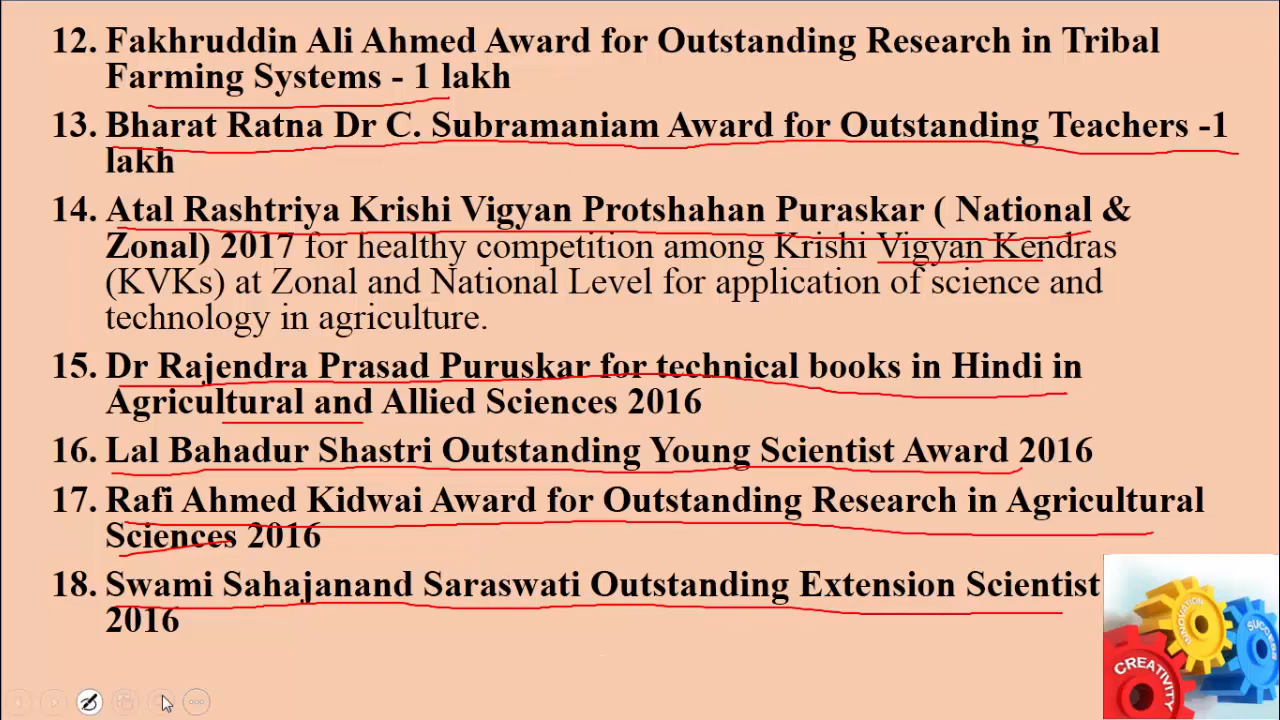 12. Fakhruddin Ali Ahmed Award for Outstanding Research in Tribal
Farming Systems - 1 lakh
13. Bharat Ratna Dr C. Subramaniam Award for Outstanding Teachers -1
lakh
14. Atal Rashtriya Krishi Vigyan Protshahan Puraskar ( National &
Zonal) 2017 for healthy competition among Krishi Vigyan Kendras
(KVKs) at Zonal and National Level for application of science and
technology in agriculture.
15. Dr Rajendra Prasad Puruskar for technical books in Hindi in
Agricultural and Allied Sciences 2016
16. Lal Bahadur Shastri Outstanding Young Scientist Award 2016
17. Rafi Ahmed Kidwai Award for Outstanding Research in Agricultural
Sciences 2016
18. Swami Sahajanand Saraswati Outstanding Extension Scientist
2016
INNOVATION
SUCCESS
CREATIVITY